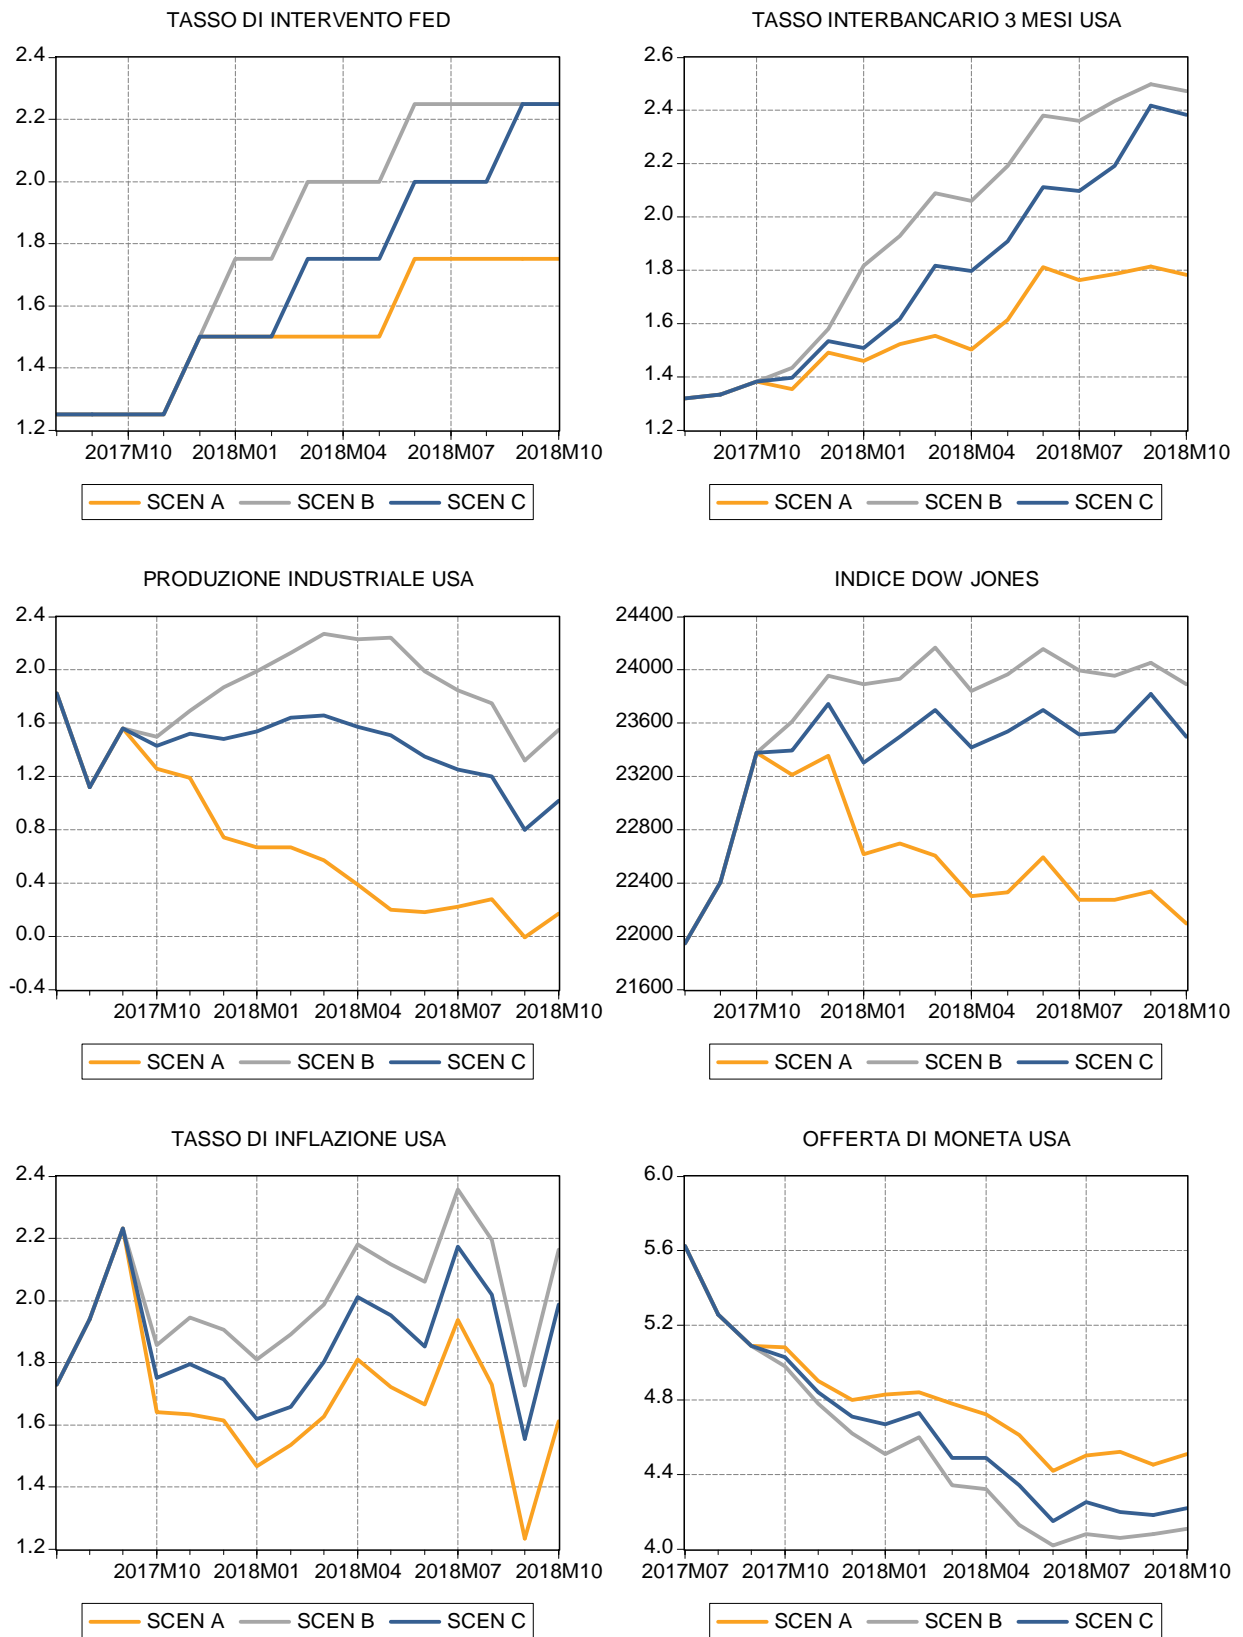 TASSO DI INTERVENTO FED
2.4
2.2
2.0
1.8
1.6
1.4
1.2
2017M10 2018M01 2018M04 2018M07 2018M10
SCEN A SCEN B SCEN C
TASSO INTERBANCARIO 3 MESI USA
2.6
2.4
2.2
2.0
1.8
1.6
1.4
1.2
2017M10 2018M01 2018M04 2018M07 2018M10
SCEN A SCEN B SCEN C
PRODUZIONE INDUSTRIALE USA
2.4
2.0
1.6
1.2
0.8
0.4
0.0
-0.4
2017M10 2018M01 2018M04 2018M07 2018M10
SCEN A SCEN B SCEN C
INDICE DOW JONES
24400
24000
23600
23200
22800
22400
22000
21600
2017M10 2018M01 2018M04 2018M07 2018M10
SCEN A SCEN B SCEN C
TASSO DI INFLAZIONE USA
2.4
2.2
2.0
1.8
1.6
1.4
1.2
2017M10 2018M01 2018M04 2018M07 2018M10
SCEN A SCEN B SCEN C
OFFERTA DI MONETA USA
6.0
5.6
5.2
4.8
4.4
4.0
2017M07 2017M10 2018M01 2018M04 2018M07 2018M10
SCEN A SCEN B SCEN C